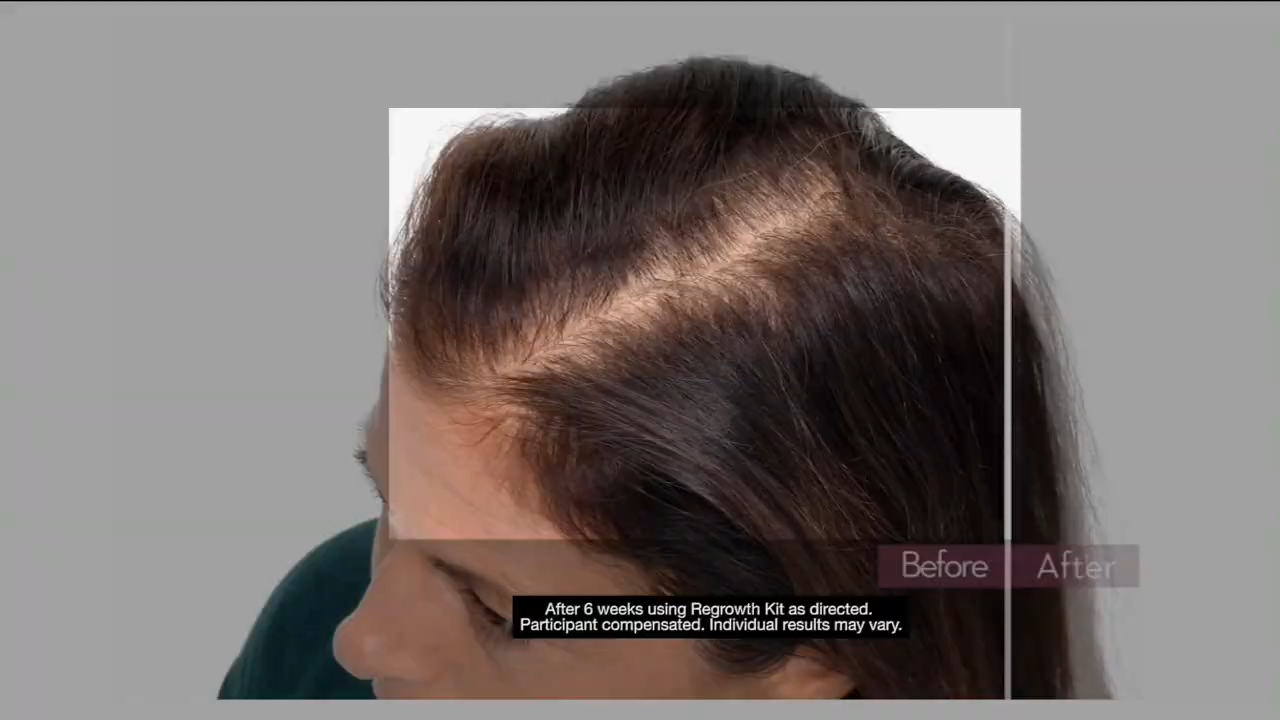 Before
After
After 6 weeks using Regrowth Kit as directed.
Participant compensated. Individual results may vary.